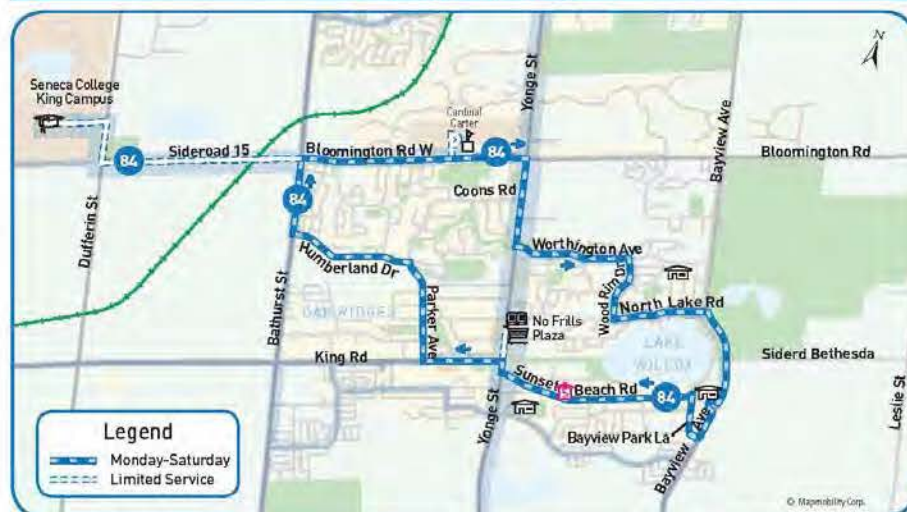 N
Seneca College
King Campus
Yonge St
Bayview Ave
Cardinal
Carter
84
Sideroad 15
Bloomington Rd W
84
Bloomington Rd
84
Coons Rd
Dufferin St
Bathurst St
Humberland Dr
Worthington Ave
Wood Rim Dr
North Lake Rd
OAK RIDGES
Parker Ave
No Frills
Plaza
LAKE
WILCOX
King Rd
Siderd Bethesda
Sunset Beach Rd
84
Leslie St
Yonge St
Bayview Park La
Bayview Ave
Legend
Monday-Saturday
Limited Service
© Mapmobility Corp.